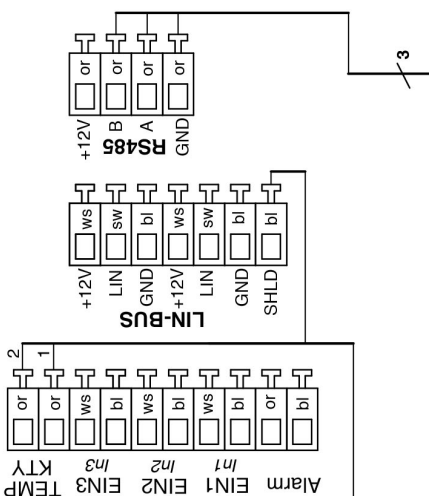 3
or or or or
+12V B A GND
RS485
ws sw bl ws sw bl bl
+12V LIN GND +12V LIN GND SHLD
LIN-BUS
2 1
or or ws bl ws bl ws bl or bl
TEMP KTY EIN3 In3 EIN2 In2 EIN1 In1 Alarm